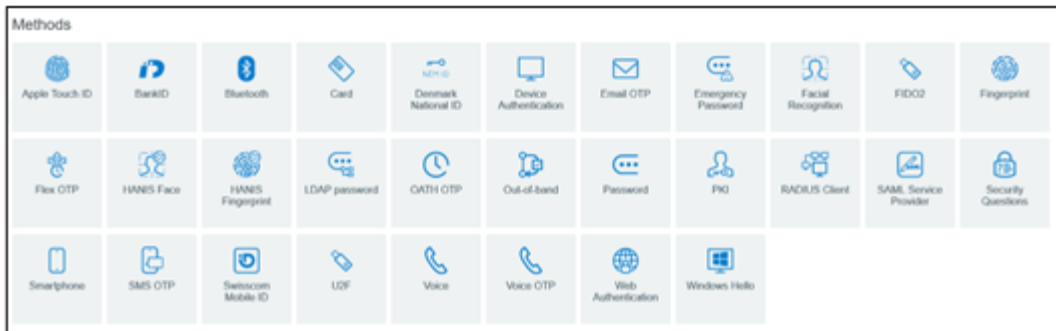 Methods
Apple Touch ID
BankID
Bluetooth
Card
NEM ID
Denmark
National ID
Device
Authentication
Email OTP
Emergency
Password
Facial
Recognition
FIDO2
Fingerprint
Flex OTP
HANIS Face
HANIS
Fingerprint
LDAP password
OATH OTP
Out-of-band
Password
PKI
RADIUS Client
SAML Service
Provider
Security
Questions
Smartphone
SMS OTP
Swisscom
Mobile ID
U2F
Voice
Voice OTP
Web
Authentication
Windows Hello